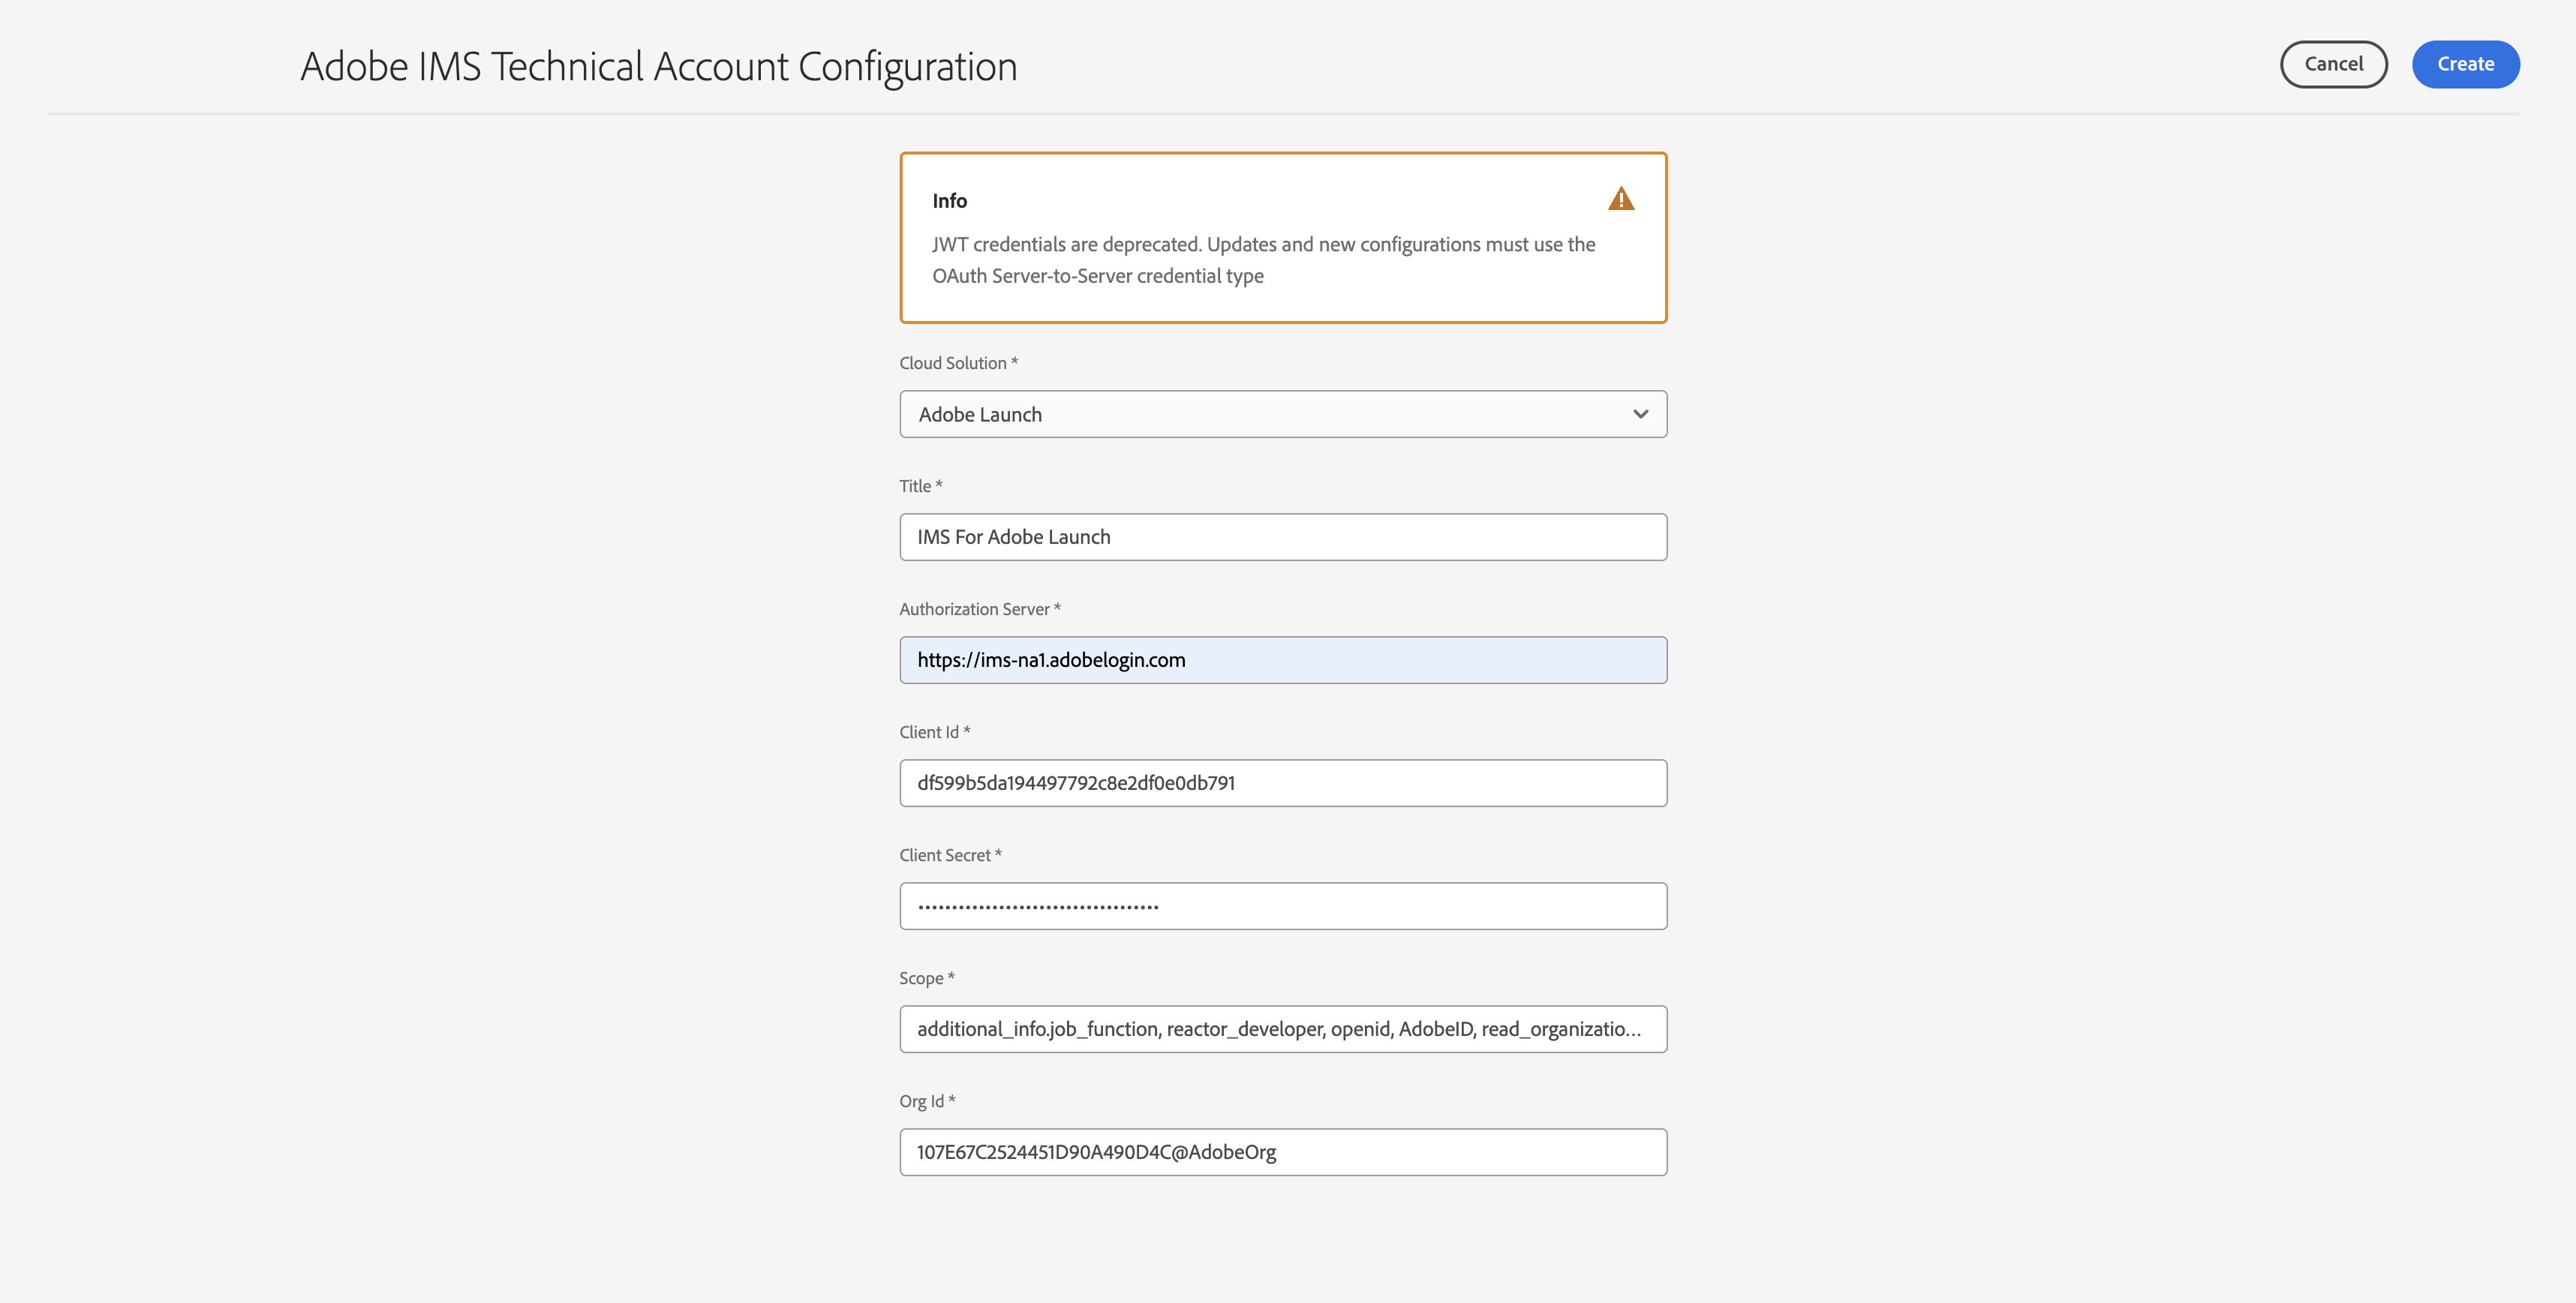 Adobe IMS Technical Account Configuration
Cancel
Create
Info
JWT credentials are deprecated. Updates and new configurations must use the
OAuth Server-to-Server credential type
Cloud Solution *
Adobe Launch
Title *
IMS For Adobe Launch
Authorization Server *
https://ims-na1.adobelogin.com
Client Id *
df599b5da194497792c8e2df0e0db791
Client Secret *
••••••••••••••••••••••••••••••••••••
Scope *
additional_info.job_function, reactor_developer, openid, AdobeID, read_organizatio...
Org Id *
107E67C2524451D90A490D4C@AdobeOrg